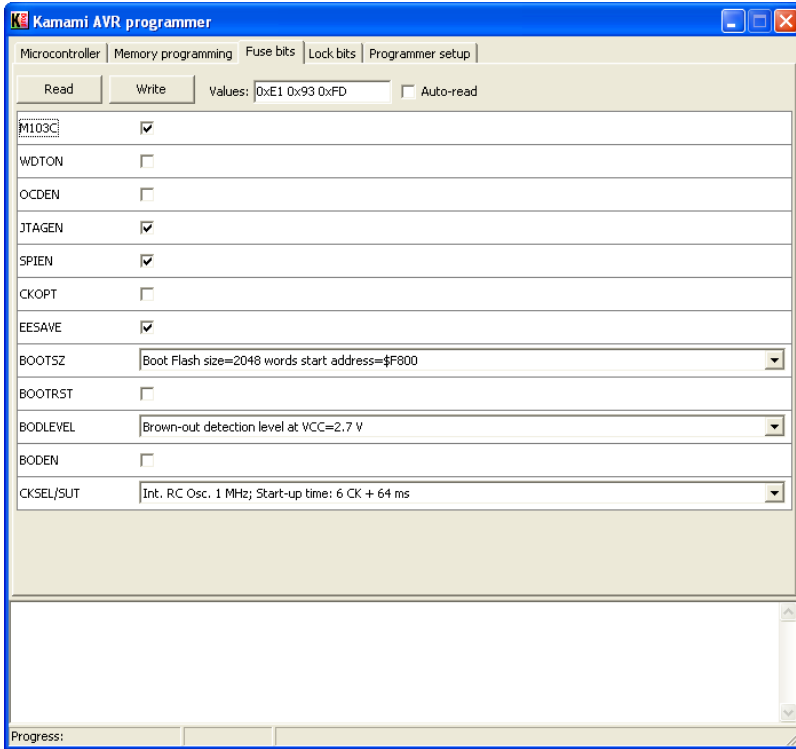 Kamami AVR programmer
Microcontroller Memory programming Fuse bits Lock bits Programmer setup
Read Write Values: 0xE1 0x93 0xFD Auto-read
M103C
WDTON
OCDEN
JTAGEN
SPIEN
CKOPT
EESAVE
BOOTSZ Boot Flash size=2048 words start address=$F800
BOOTRST
BODLEVEL Brown-out detection level at VCC=2.7 V
BODEN
CKSEL/SUT Int. RC Osc. 1 MHz; Start-up time: 6 CK + 64 ms
Progress: